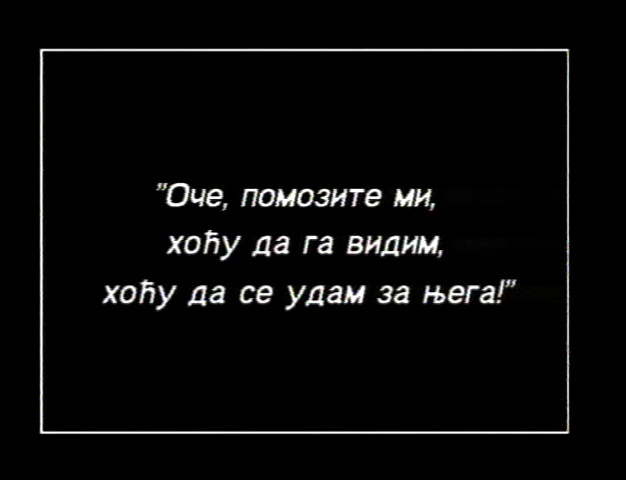 "Оче, помозите ми,
хоћу да га видим,
хоћу да се удам за њега!"